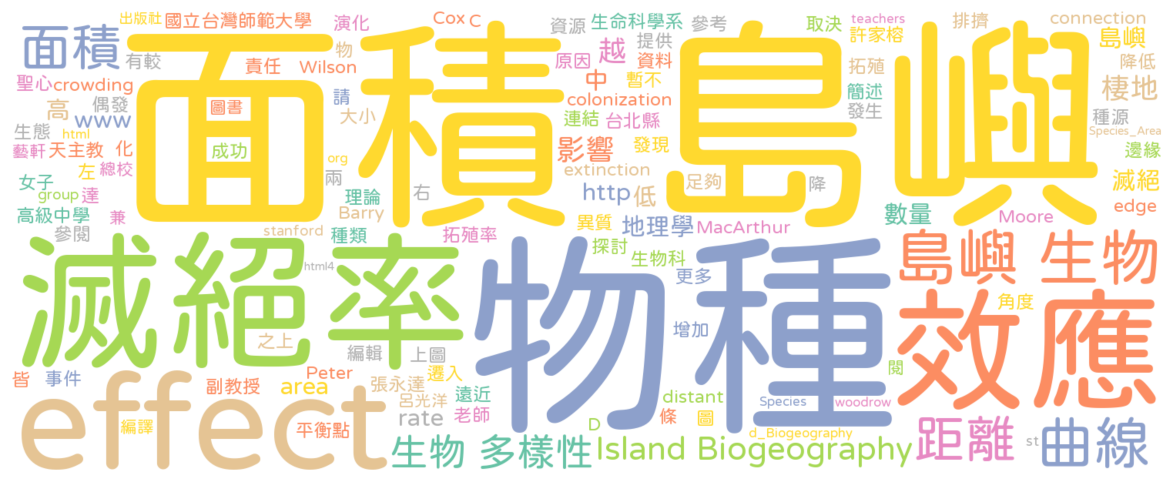 出版社 國立台灣師範大學 演化 Cox C 資源 生命科學系 參考 取決 teachers 排擠 connection
面積 有較 物 責任 Wilson 原因 提供 越 資料 許家榕 島嶼
面積 島嶼
聖心 crowding 圖書 請 中 暫不 拓殖 降低
高 偶發 www 大小 colonization 簡述 棲地
生態 html 連結 台北縣 發生 種源 Species_Area
藝軒 天主教 化 成功 兩 影響 發現 邊緣
左 總校 org extinction 足夠 降 滅絕
女子 group 達 理論 右 http 低 edge
高級中學 兼 Barry 異質 地理學 MacArthur 數量 Moore
參閱 stanford 種類 拓殖率 探討 生物科
滅絕率 物種 島嶼 生物
html4 更多 角度
之上 編輯 上圖 增加 效應
皆 事件 副教授 Peter 張永達 遷入 閱
effect area 呂光洋 遠近 distant Species woodrow
編譯 平衡點 rate 老師 D 條 圖 d_Biogeography
生物 多樣性 Island Biogeography 距離 st 曲線